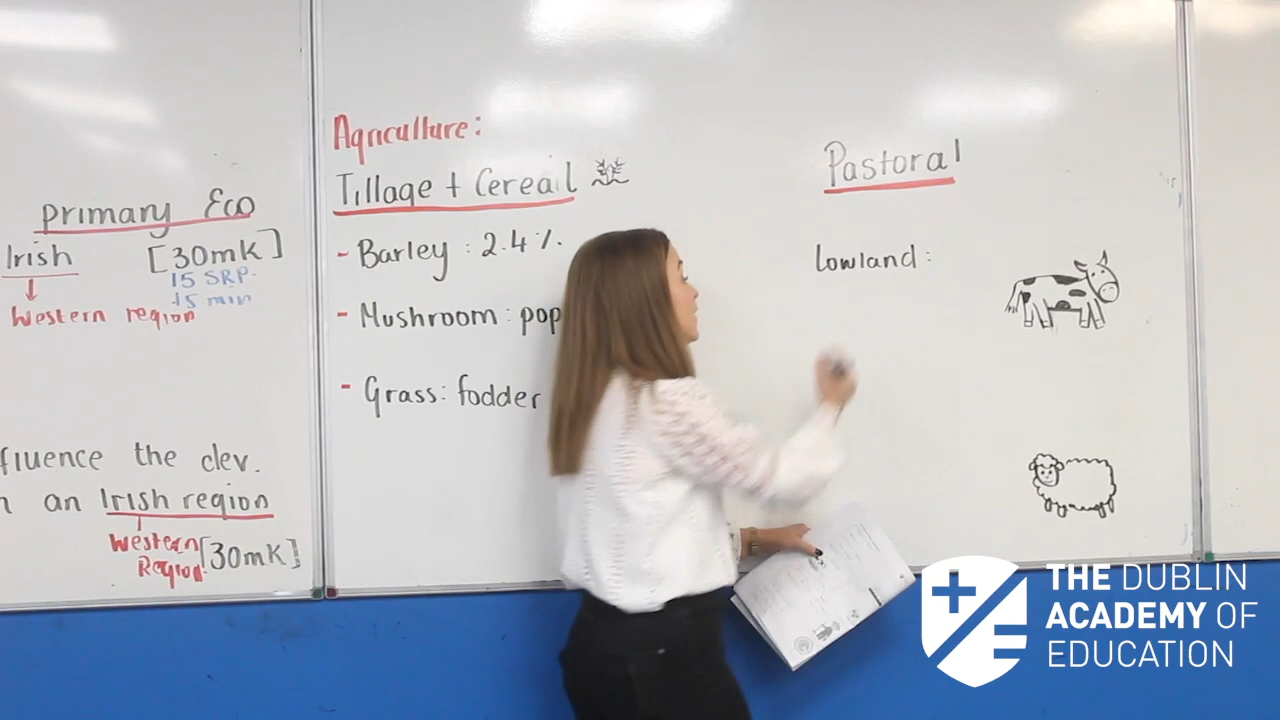 Primary Eco
Irish [30mk]
15 SRP.
15 min
Western region
fluence the dev.
n an Irish region
Western
Region [30mk]
Agriculture:
Tillage + Cereail
- Barley : 2.4%.
- Mushroom : pop
- Grass: fodder
Pastoral
Lowland :
THE DUBLIN
ACADEMY OF
EDUCATION